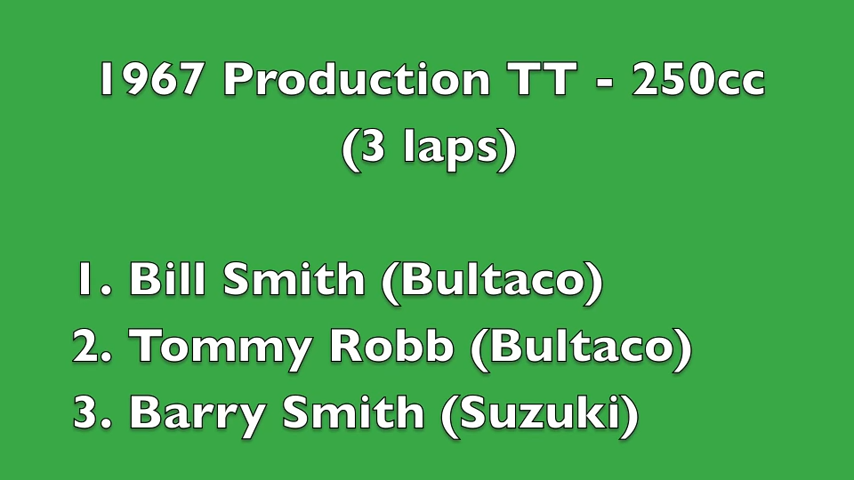 1967 Production TT - 250cc
(3 laps)
1. Bill Smith (Bultaco)
2. Tommy Robb (Bultaco)
3. Barry Smith (Suzuki)